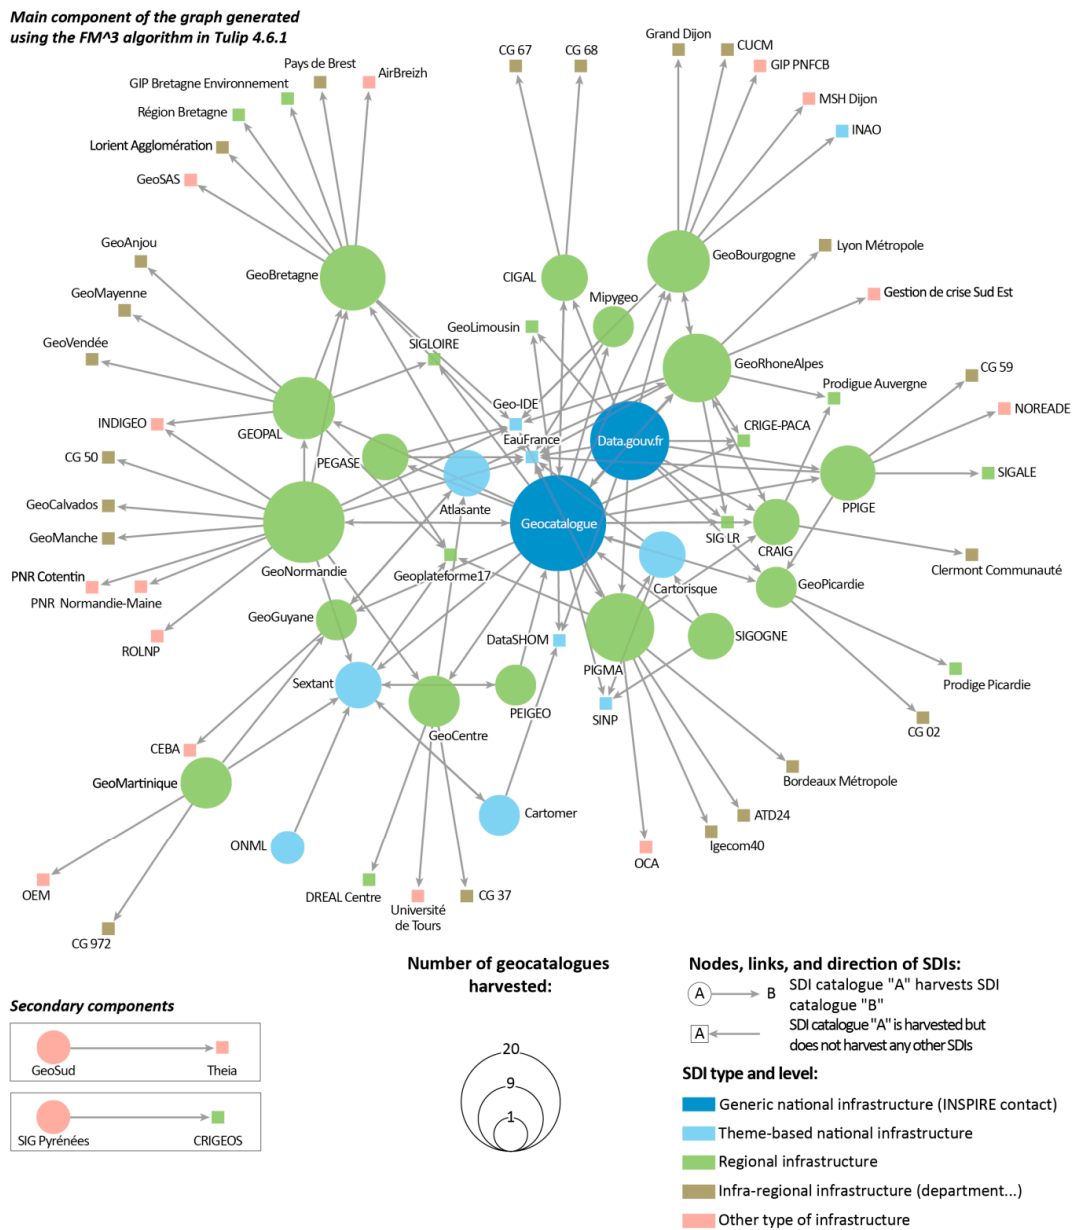 Main component of the graph generated
using the FM^3 algorithm in Tulip 4.6.1
CG 67
CG 68
Grand Dijon
CUCM
GIP PNFCB
MSH Dijon
INAO
Pays de Brest
AirBreizh
GIP Bretagne Environnement
Région Bretagne
Lorient Agglomération
GeoSAS
GeoAnjou
GeoBretagne
CIGAL
GeoBourgogne
Lyon Métropole
GeoMayenne
Mipygeo
Gestion de crise Sud Est
GeoLimousin
GeoVendée
SIGLOIRE
GeoRhoneAlpes
CG 59
Prodigue Auvergne
Geo-IDE
NOREADE
INDIGEO
GEOPAL
EauFrance
Data.gouv.fr
CRIGE-PACA
CG 50
PEGASE
SIGALE
GeoCalvados
Atlasante
PPIGE
Geocatalogue
GeoManche
SIG LR
CRAIG
GeoNormandie
Clermont Communauté
PNR Cotentin
Geoplateforme17
Cartorisque
GeoPicardie
PNR Normandie-Maine
GeoGuyane
DataSHOM
SIGOGNE
ROLNP
PIGMA
Sextant
Prodige Picardie
PEIGEO
SINP
CG 02
GeoCentre
CEBA
GeoMartinique
Bordeaux Métropole
Cartomer
ATD24
ONML
Igecom40
OCA
OEM
DREAL Centre
Université
de Tours
CG 37
CG 972
Number of geocatalogues
harvested:
20
9
1
Nodes, links, and direction of SDIs:
A
B
SDI catalogue "A" harvests SDI
catalogue "B"
A
SDI catalogue "A" is harvested but
does not harvest any other SDIs
SDI type and level:
Generic national infrastructure (INSPIRE contact)
Theme-based national infrastructure
Regional infrastructure
Infra-regional infrastructure (department...)
Other type of infrastructure
Secondary components
GeoSud
Theia
SIG Pyrénées
CRIGEOS